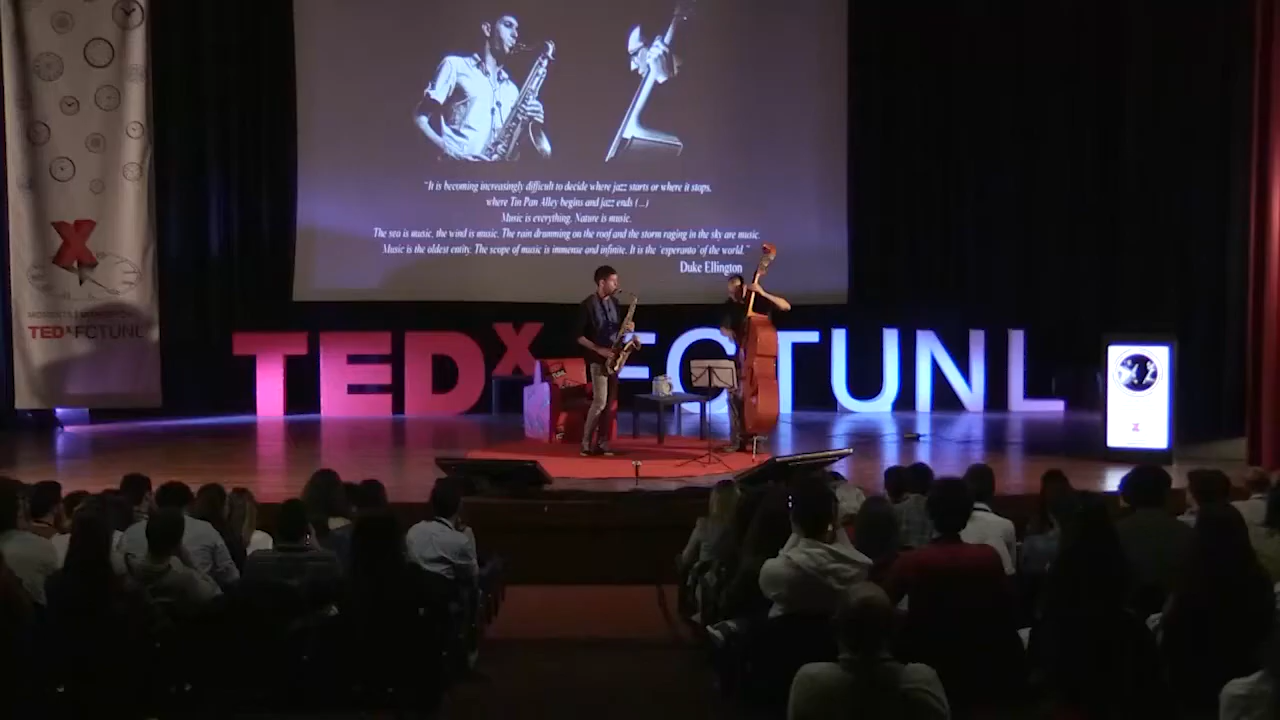 "It is becoming increasingly difficult to decide where jazz starts or where it stops,
where Tin Pan Alley begins and jazz ends (...)
Music is everything. Nature is music.
The sea is music, the wind is music. The rain drumming on the roof and the storm raging in the sky are music.
Music is the oldest entity. The scope of music is immense and infinite. It is the 'esperanto' of the world."
Duke Ellington
X
TEDxFCTUNL
TEDx FCTUNL